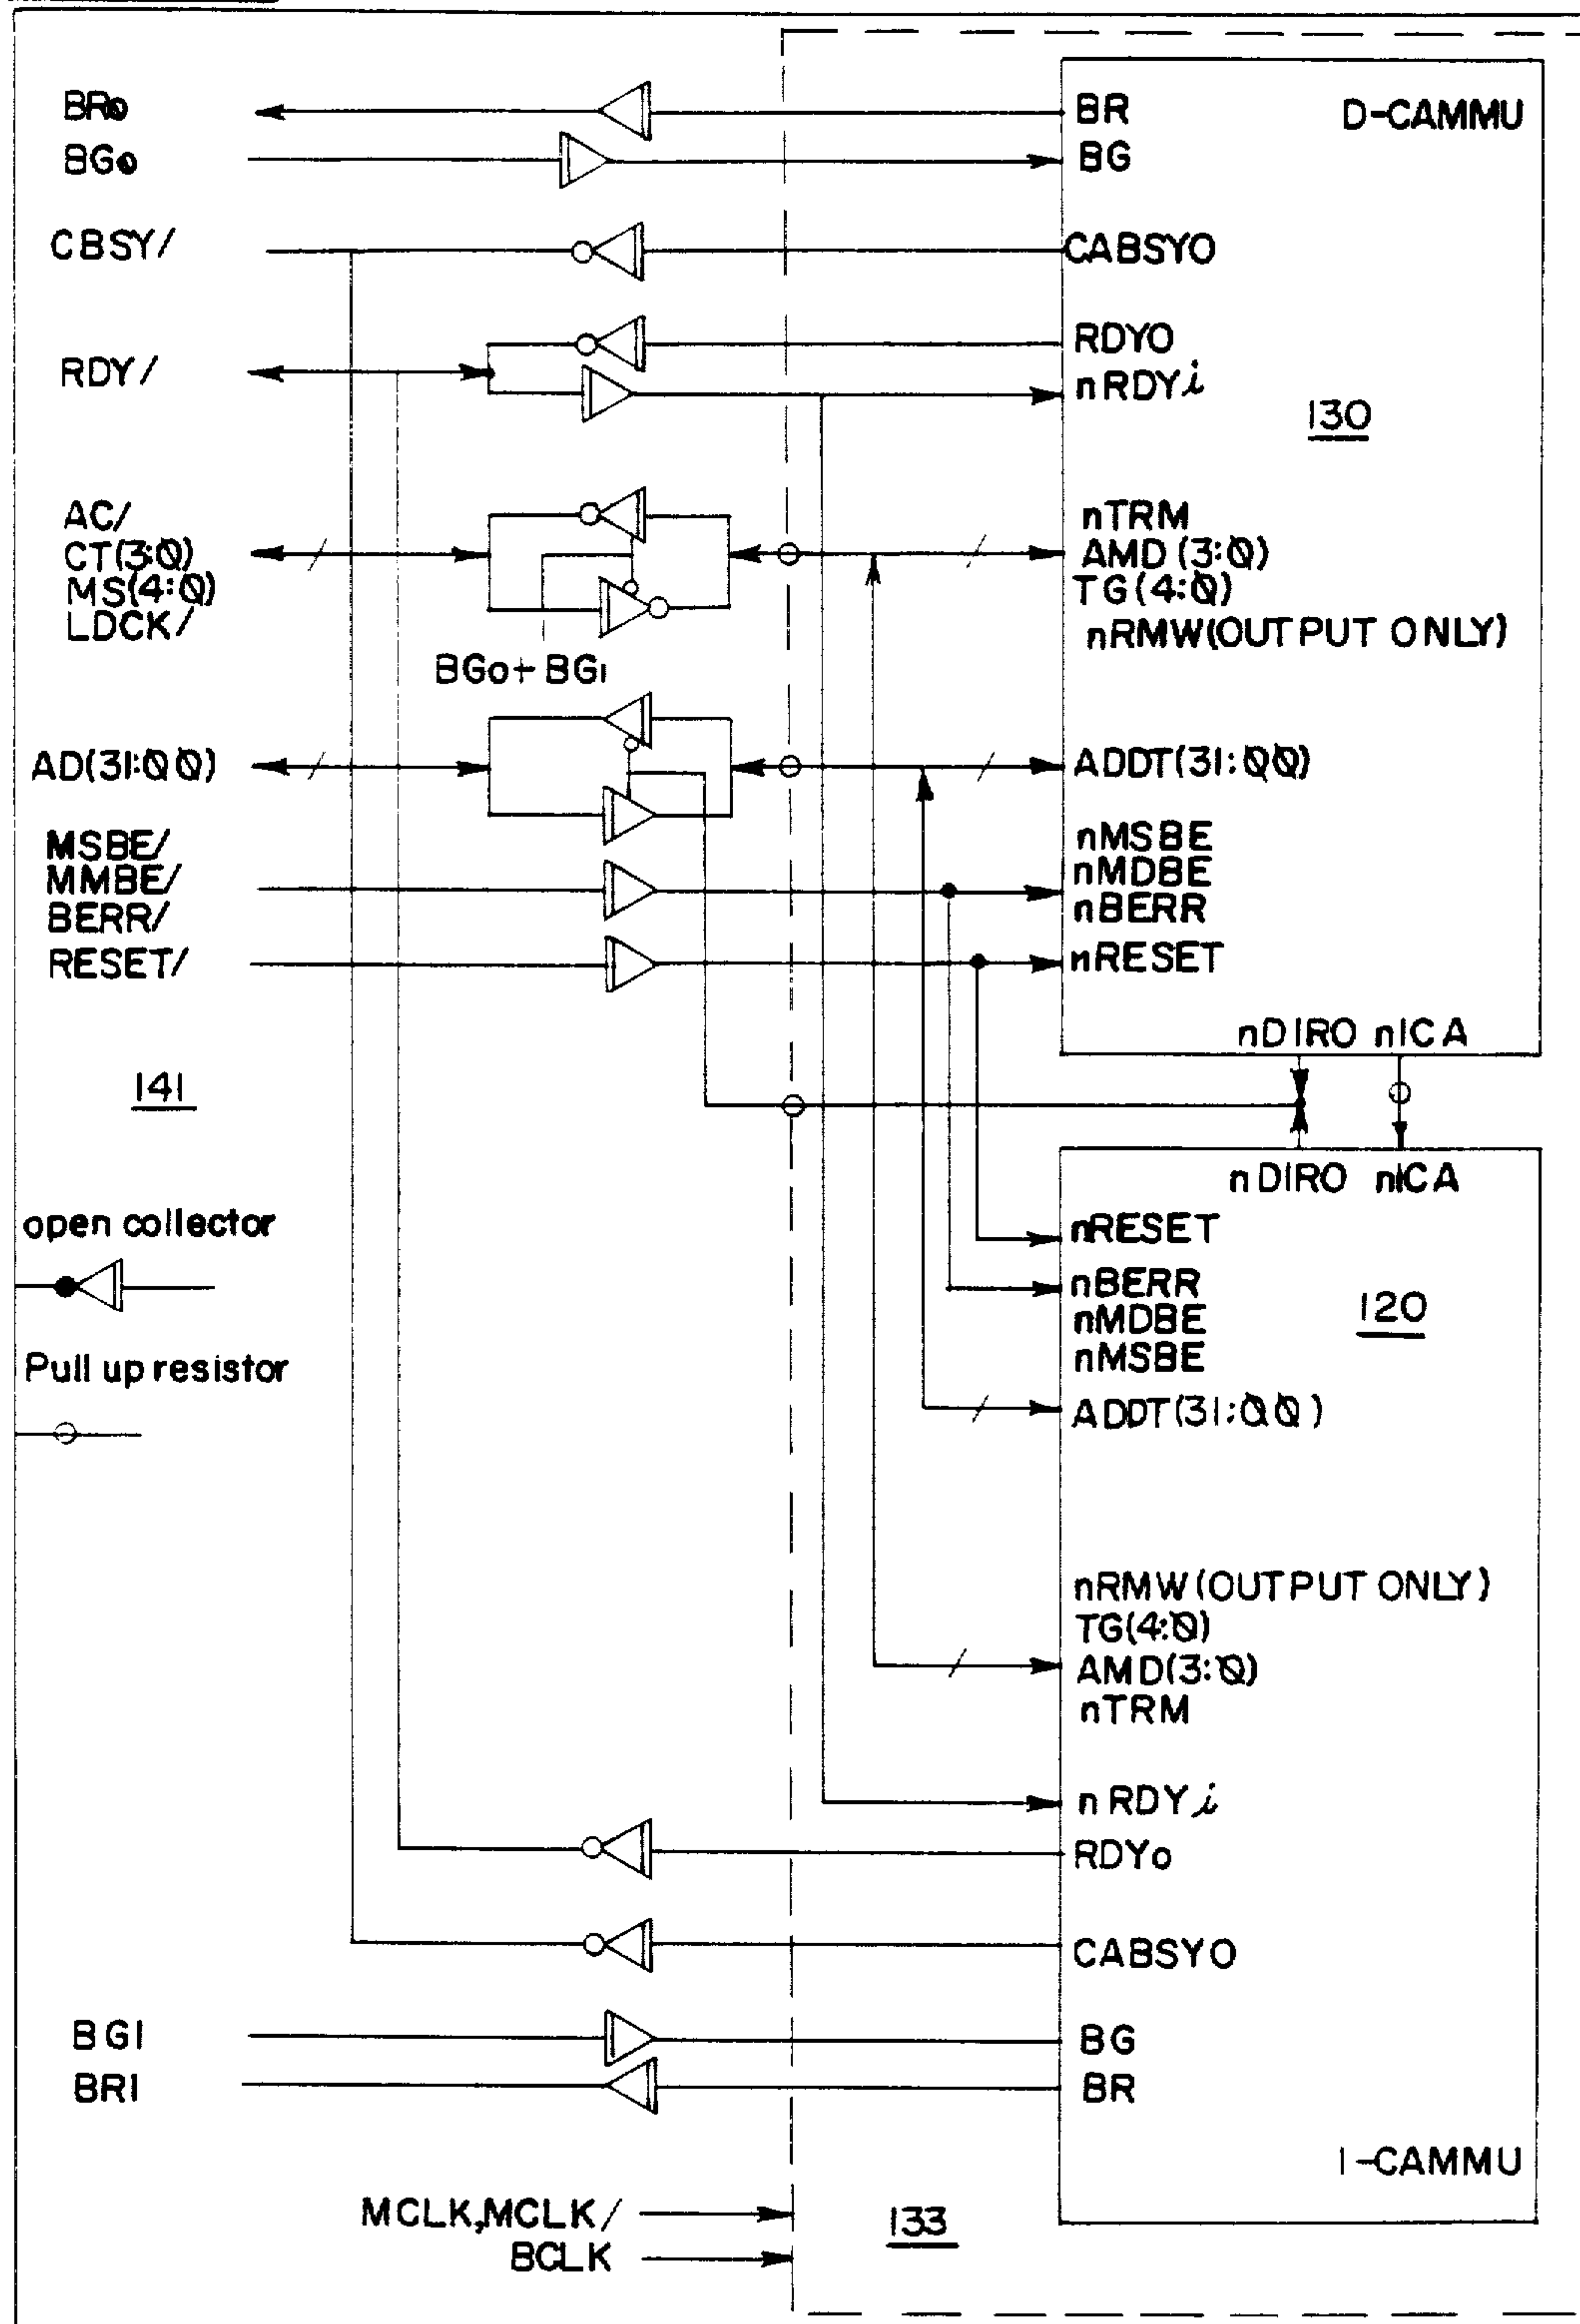 BRo
BGo
CBSY/
RDY/
AC/
CT(3:0)
MS(4:0)
LDCK/
BGo+BGI
AD(31:00)
MSBE/
MMBE/
BERR/
RESET/
141
open collector
Pull up resistor
BGI
BRI
MCLK,MCLK/
BCLK
133
D-CAMMU
BR
BG
CABSYO
RDYO
nRDYi
130
nTRM
AMD(3:0)
TG(4:0)
nRMW(OUTPUT ONLY)
ADDT(31:00)
nMSBE
nMDBE
nBERR
nRESET
nDIRO nICA
nDIRO nICA
nRESET
nBERR
120
nMDBE
nMSBE
ADDT(31:00)
nRMW(OUTPUT ONLY)
TG(4:0)
AMD(3:0)
nTRM
nRDYi
RDYo
CABSYO
BG
BR
I-CAMMU